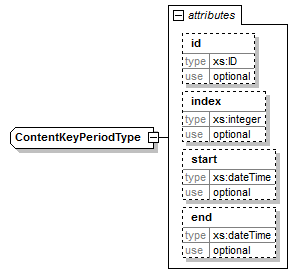 attributes
id
type xs:ID
use optional
index
type xs:integer
use optional
ContentKeyPeriodType
start
type xs:dateTime
use optional
end
type xs:dateTime
use optional